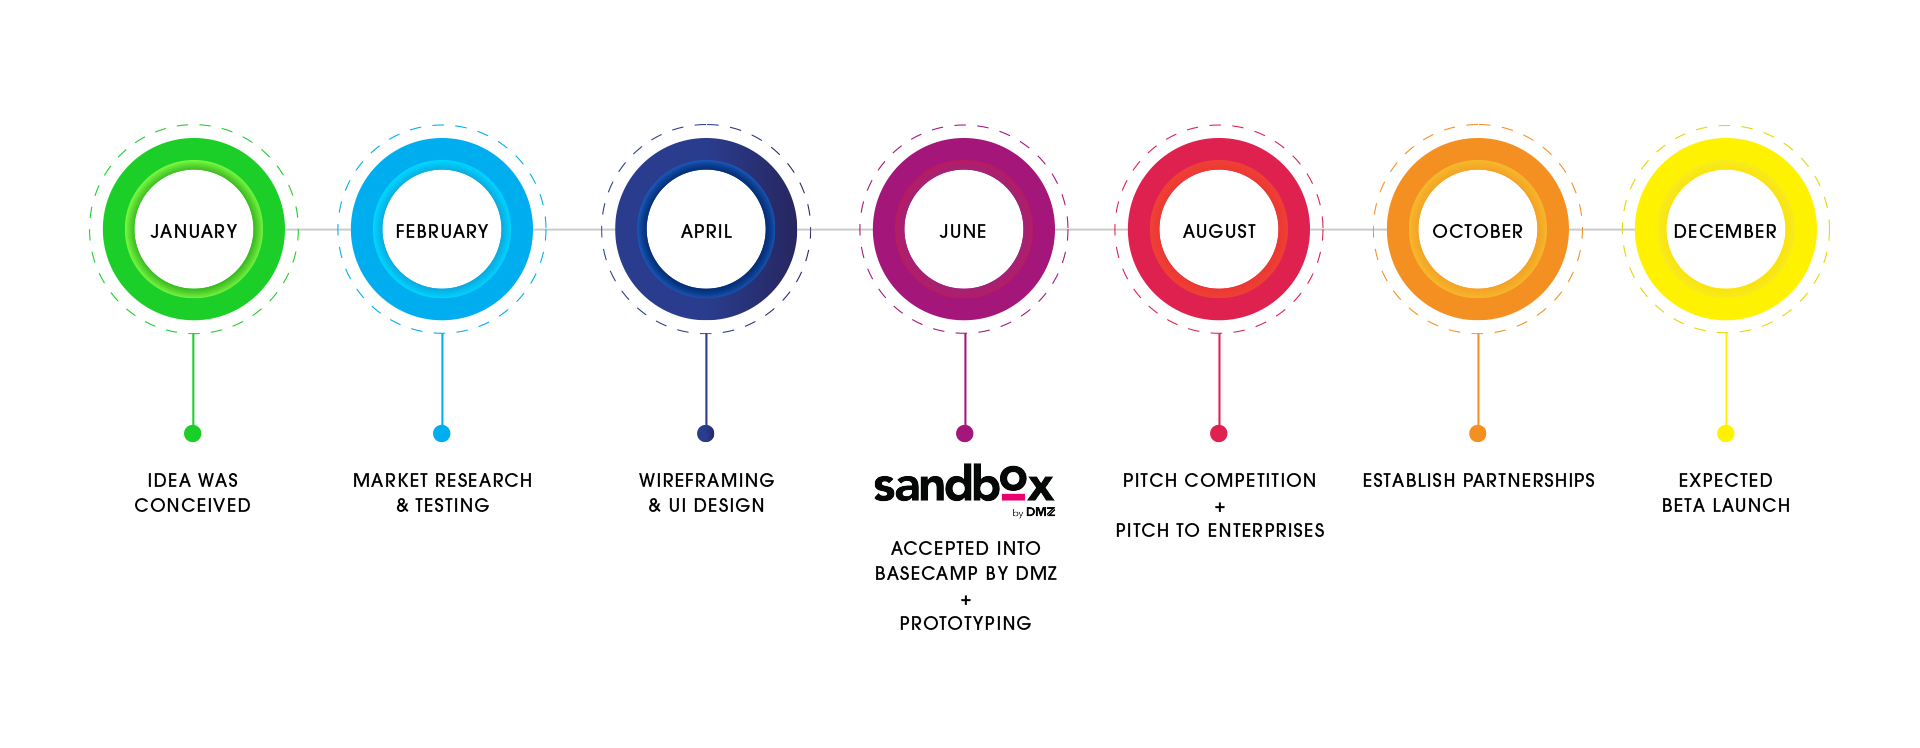 JANUARY
FEBRUARY
APRIL
JUNE
AUGUST
OCTOBER
DECEMBER
IDEA WAS
CONCEIVED
MARKET RESEARCH
& TESTING
WIREFRAMING
& UI DESIGN
sandbox
by DMZ
ACCEPTED INTO
BASECAMP BY DMZ
+
PROTOTYPING
PITCH COMPETITION
+
PITCH TO ENTERPRISES
ESTABLISH PARTNERSHIPS
EXPECTED
BETA LAUNCH